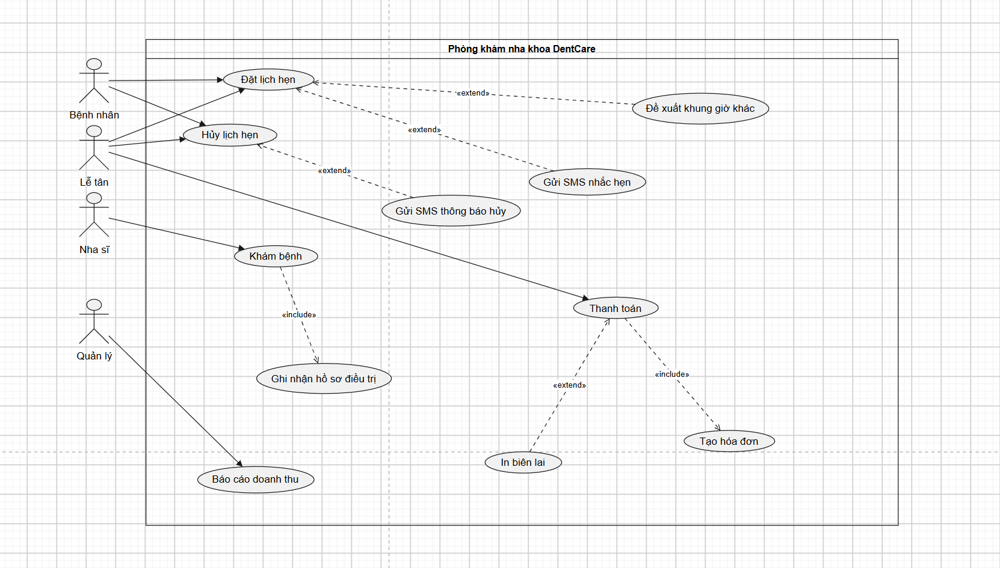 Phòng khám nha khoa DentCare
Bệnh nhân
Đặt lịch hẹn
«extend»
Đề xuất khung giờ khác
«extend»
Hủy lịch hẹn
Lễ tân
«extend»
Gửi SMS nhắc hẹn
Gửi SMS thông báo hủy
Nha sĩ
Khám bệnh
Thanh toán
«include»
Quản lý
«include»
Ghi nhận hồ sơ điều trị
«extend»
Tạo hóa đơn
In biên lai
Báo cáo doanh thu